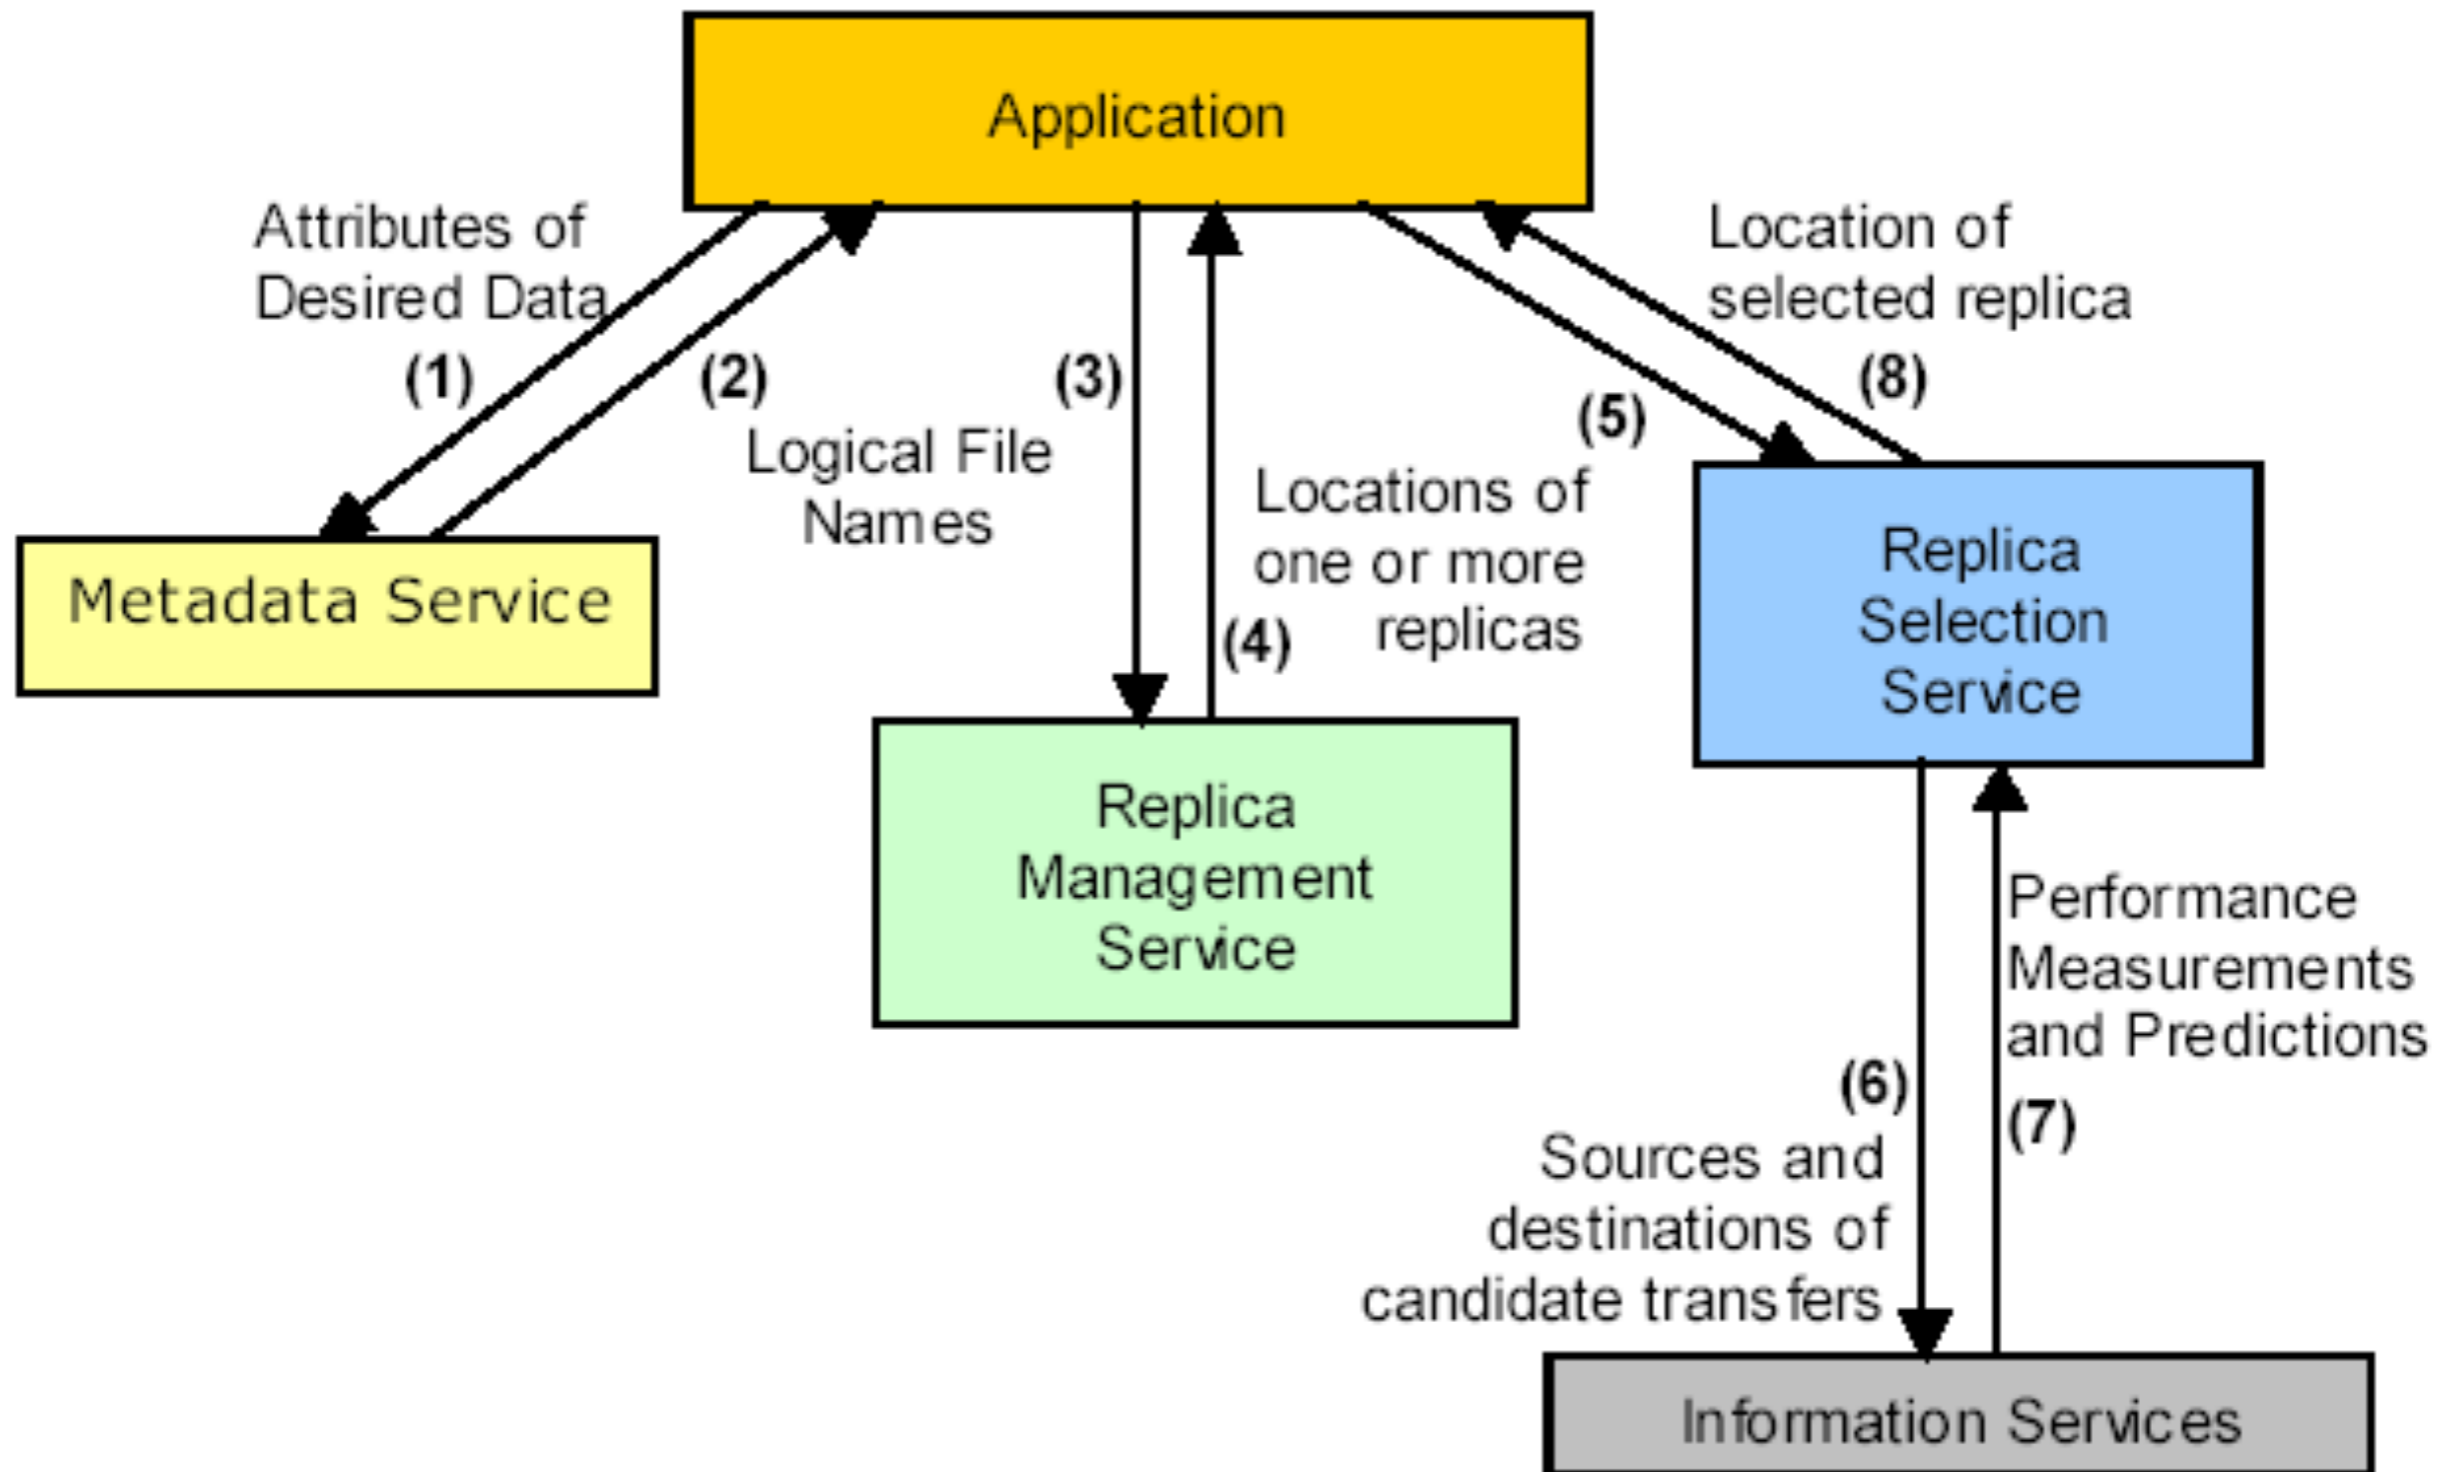 Application
Attributes of
Desired Data
(1)
(2)
Logical File
Names
(3)
Locations of
one or more
replicas
(4)
(5)
Location of
selected replica
(8)
Metadata Service
Replica
Selection
Service
Replica
Management
Service
Performance
Measurements
and Predictions
(7)
(6)
Sources and
destinations of
candidate transfers
Information Services